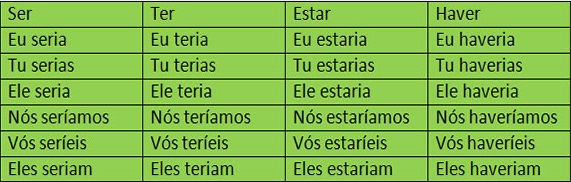 Ser Ter Estar Haver
Eu seria Eu teria Eu estaria Eu haveria
Tu serias Tu terias Tu estarias Tu haverias
Ele seria Ele teria Ele estaria Ele haveria
Nós seríamos Nós teríamos Nós estaríamos Nós haveríamos
Vós seríeis Vós teríeis Vós estaríeis Vós haveríeis
Eles seriam Eles teriam Eles estariam Eles haveriam